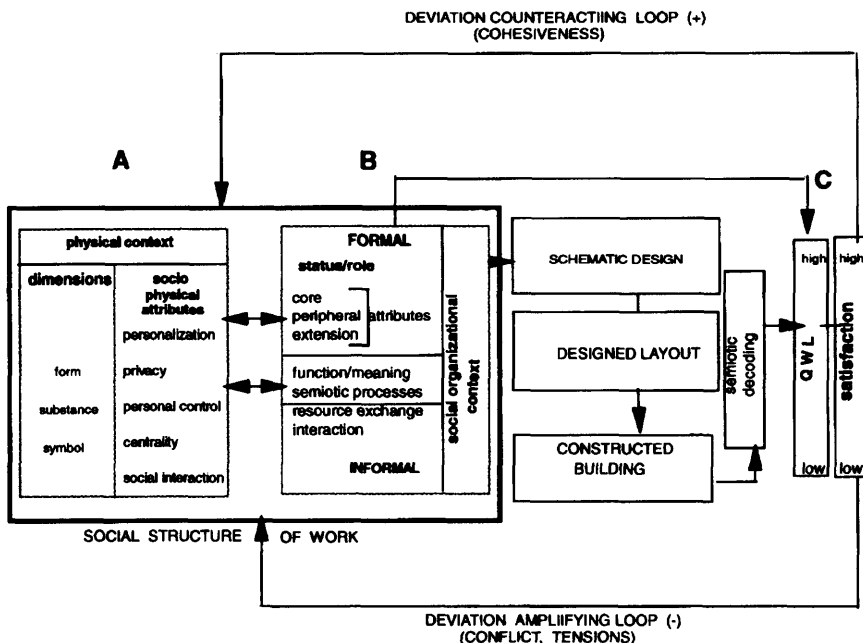 DEVIATION COUNTERACTIING LOOP (+)
(COHESIVENESS)
A
B
C
physical context
dimensions
socio
physical
attributes
personalization
form
privacy
substance
personal control
symbol
centrality
social interaction
FORMAL
status/role
core
peripheral attributes
extension
function/meaning
semiotic processes
resource exchange
interaction
INFORMAL
social organizational
context
SCHEMATIC DESIGN
DESIGNED LAYOUT
CONSTRUCTED
BUILDING
semiotic
decoding
high
QWL
low
high
satisfaction
low
SOCIAL STRUCTURE OF WORK
DEVIATION AMPLIIFYING LOOP (-)
(CONFLICT, TENSIONS)